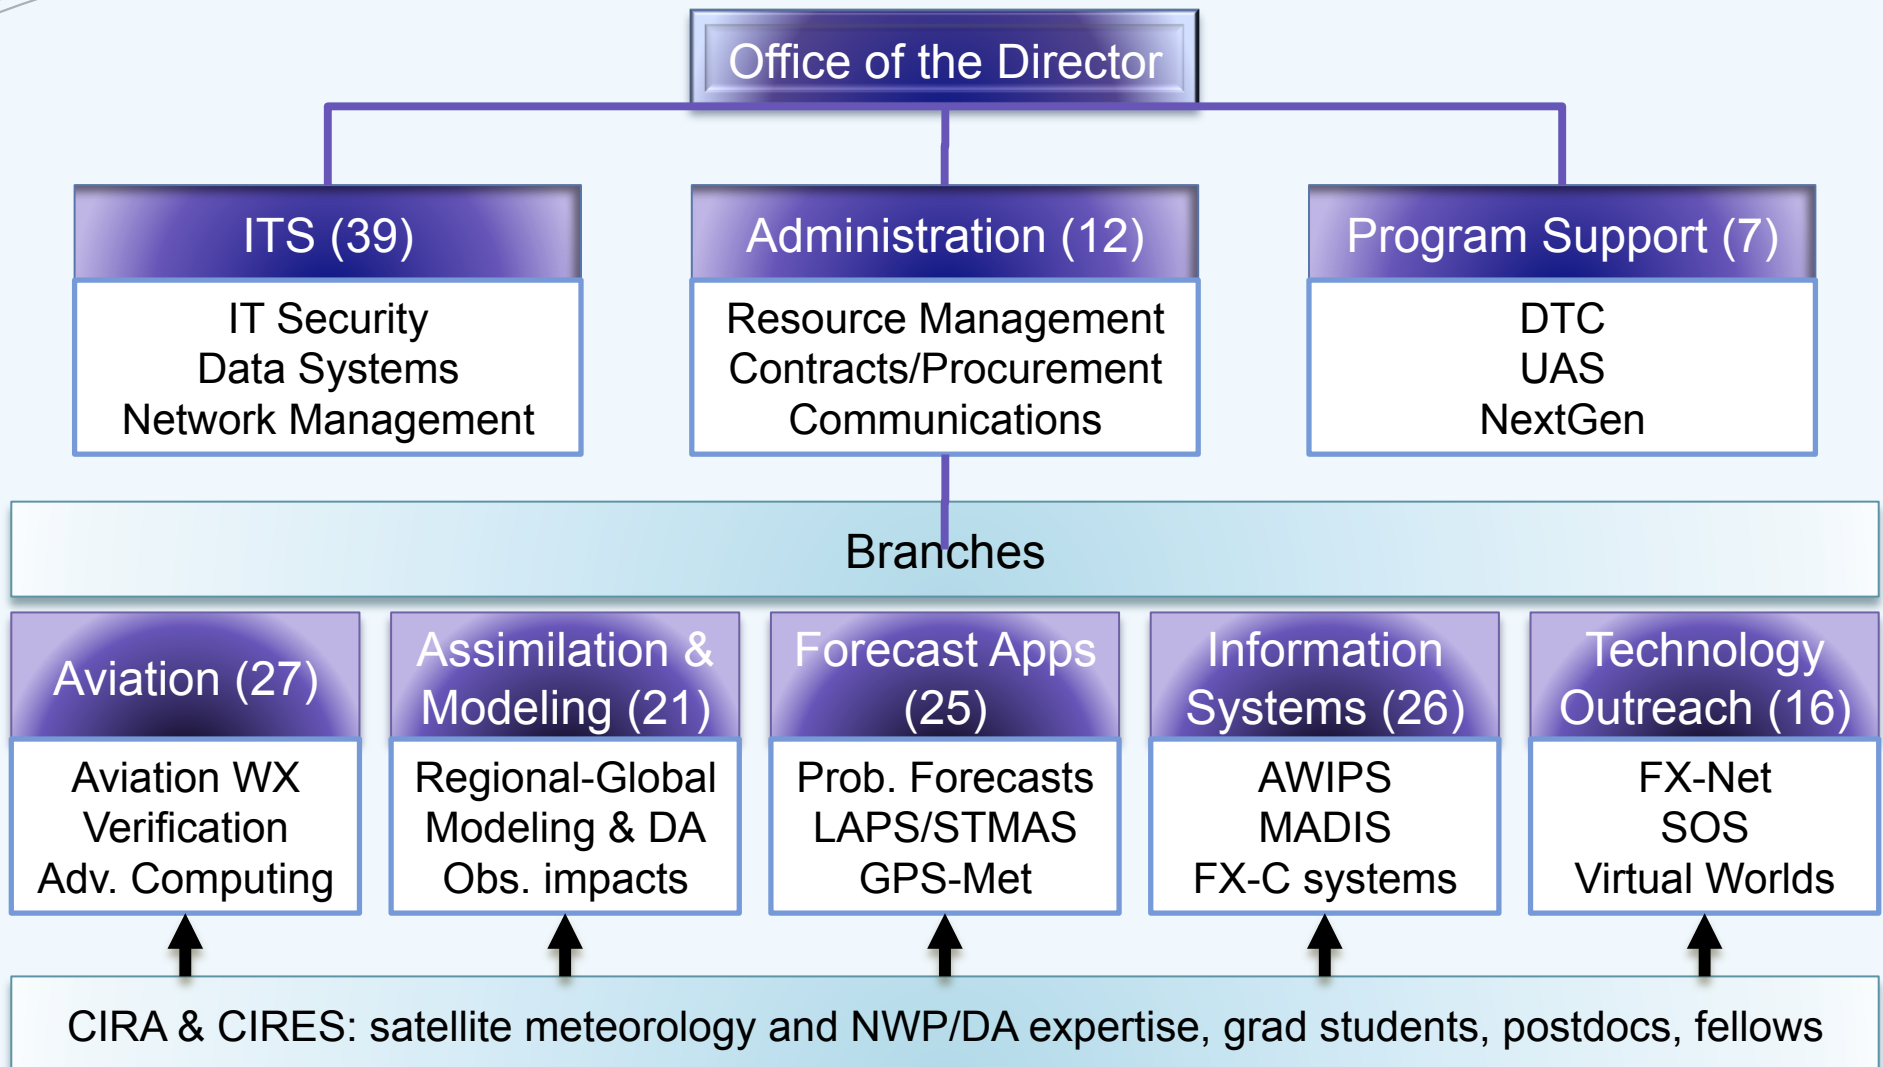 Office of the Director
ITS (39)
IT Security
Data Systems
Network Management
Administration (12)
Resource Management
Contracts/Procurement
Communications
Program Support (7)
DTC
UAS
NextGen
Branches
Aviation (27)
Aviation WX
Verification
Adv. Computing
Assimilation &
Modeling (21)
Regional-Global
Modeling & DA
Obs. impacts
Forecast Apps
(25)
Prob. Forecasts
LAPS/STMAS
GPS-Met
Information
Systems (26)
AWIPS
MADIS
FX-C systems
Technology
Outreach (16)
FX-Net
SOS
Virtual Worlds
CIRA & CIRES: satellite meteorology and NWP/DA expertise, grad students, postdocs, fellows